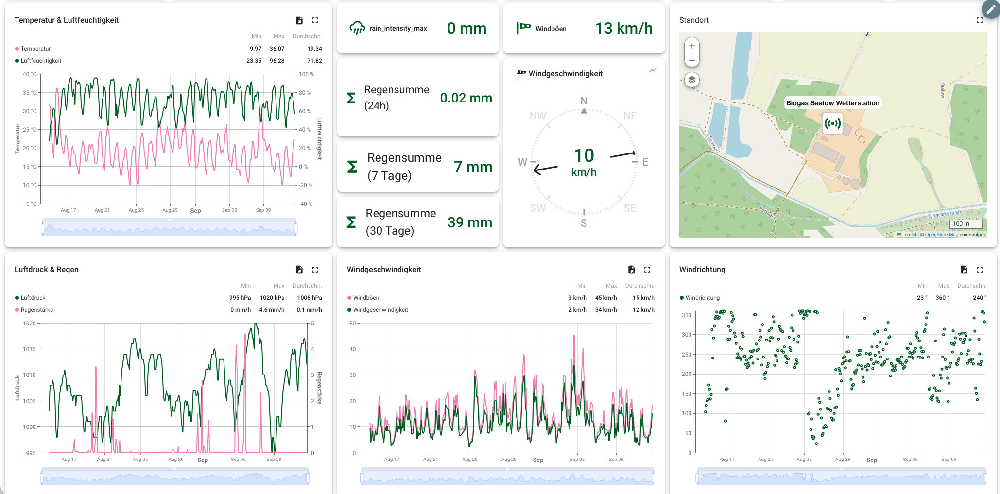 Temperatur & Luftfeuchtigkeit
Min Max Durchschn.
Temperatur 9.97 36.07 19.34
Luftfeuchtigkeit 23.35 96.28 71.82
40 °C 100 %
35 °C 80 %
30 °C 60 %
25 °C 40 %
20 °C 20 %
15 °C 0 %
10 °C -20 %
5 °C -40 %
Temperatur
Luftfeuchtigkeit
Aug 17 Aug 21 Aug 25 Aug 29 Sep Sep 05 Sep 09
rain_intensity_max 0 mm
Windböen 13 km/h
Σ Regensumme (24h) 0.02 mm
Σ Regensumme (7 Tage) 7 mm
Σ Regensumme (30 Tage) 39 mm
Windgeschwindigkeit
N
NW NE
W E
10
km/h
SW SE
S
Standort
+
−
Re
Saalow
Biogas Saalow Wetterstation
Saalow
Rehagen
Schneidegraben
100 m
Leaflet | © OpenStreetMap contributors
Luftdruck & Regen
Min Max Durchschn.
Luftdruck 995 hPa 1020 hPa 1008 hPa
Regenstärke 0 mm/h 4.6 mm/h 0.1 mm/h
1020 5
1015 4
1010 3
1005 2
1000 1
995 0
Luftdruck
Regenstärke
Aug 17 Aug 21 Aug 25 Aug 29 Sep Sep 05 Sep 09
Windgeschwindigkeit
Min Max Durchschn.
Windböen 3 km/h 45 km/h 15 km/h
Windgeschwindigkeit 2 km/h 34 km/h 12 km/h
50
40
30
20
10
0
Aug 17 Aug 21 Aug 25 Aug 29 Sep Sep 05 Sep 09
Windrichtung
Min Max Durchschn.
Windrichtung 23 ° 360 ° 240 °
350
300
250
200
150
100
50
0
Aug 17 Aug 21 Aug 25 Aug 29 Sep Sep 05 Sep 09